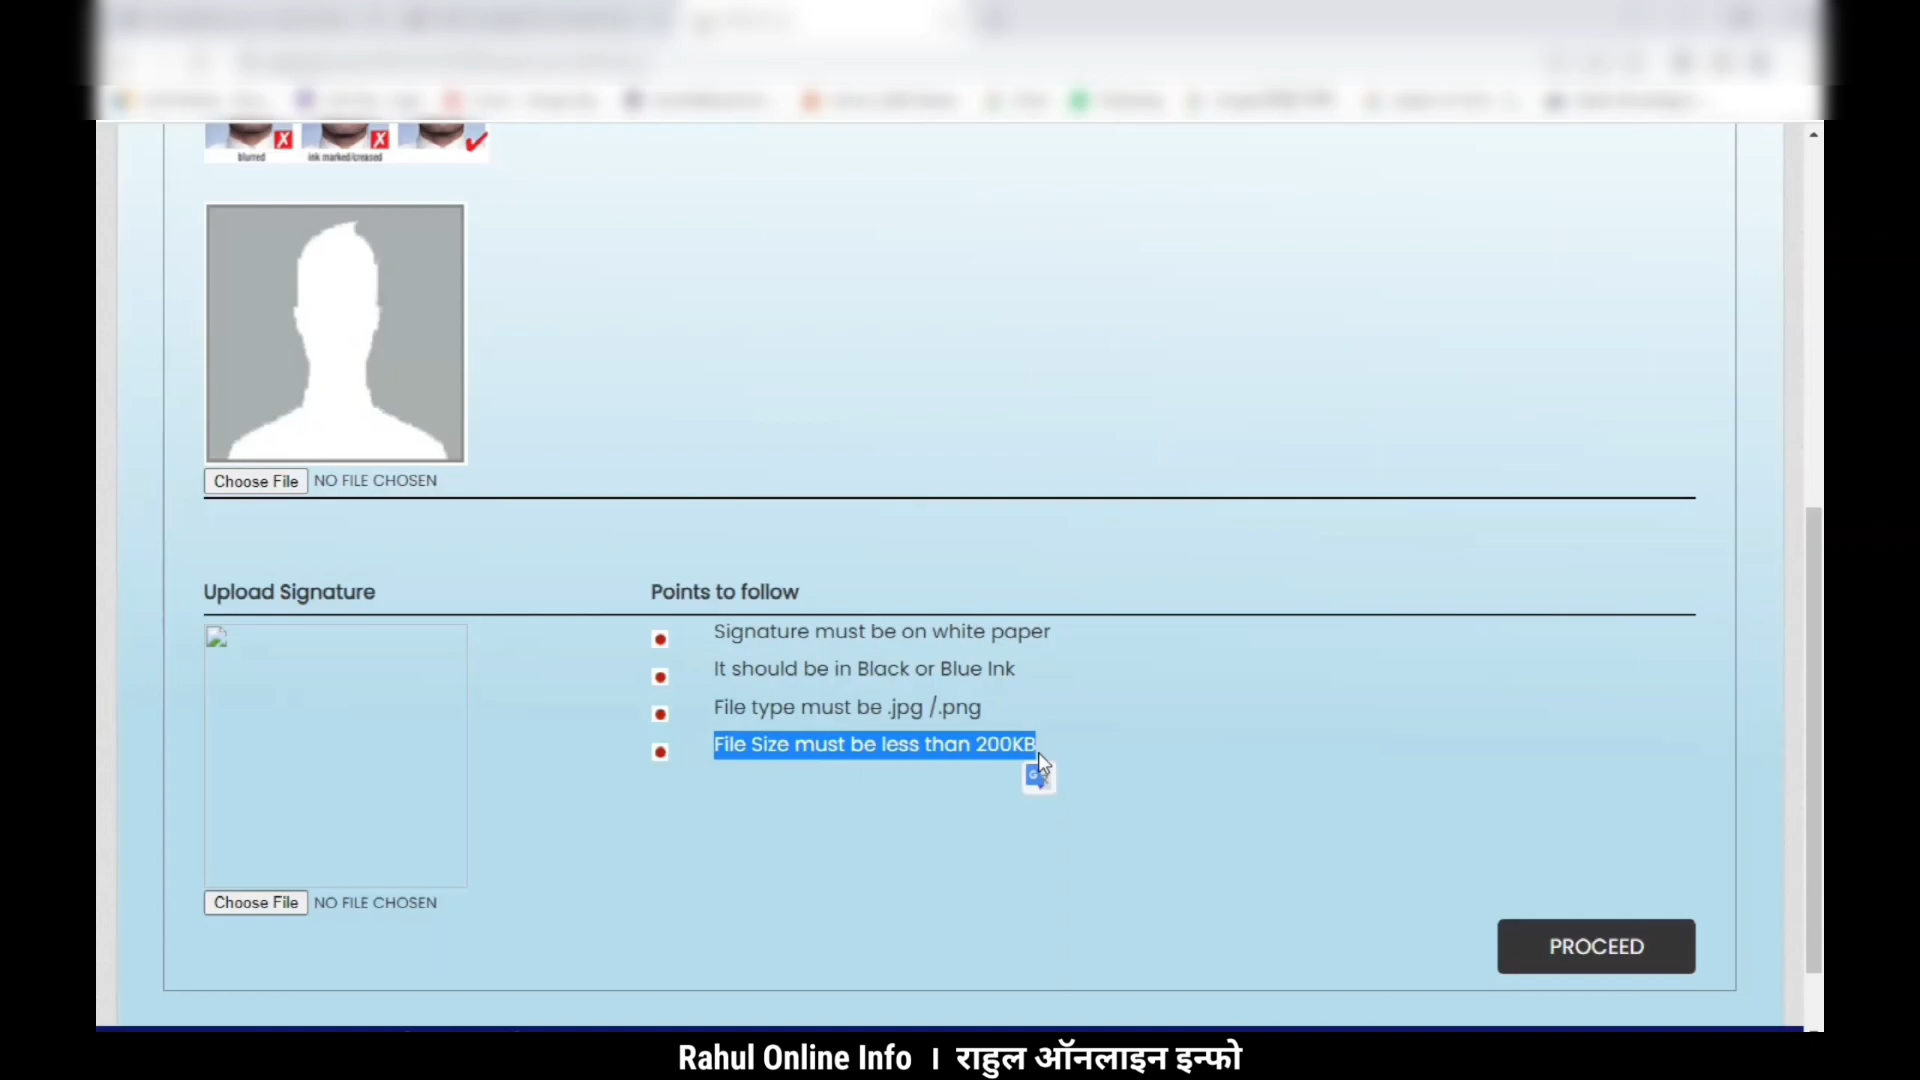 blurred ink marked/creased
Choose File NO FILE CHOSEN
Upload Signature Points to follow
Signature must be on white paper
It should be in Black or Blue Ink
File type must be .jpg /.png
File Size must be less than 200KB
Choose File NO FILE CHOSEN
PROCEED
Rahul Online Info । राहुल ऑनलाइन इन्फो